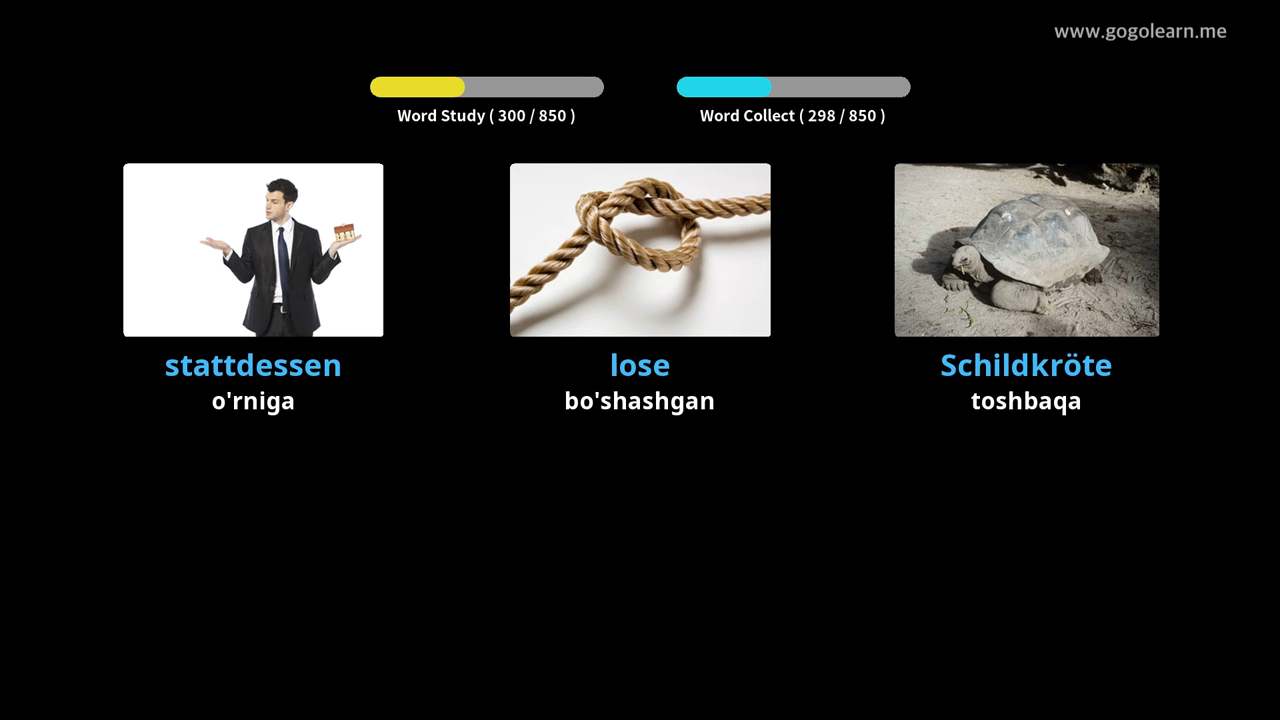 www.gogolearn.me
Word Study ( 300 / 850 )
Word Collect ( 298 / 850 )
stattdessen
o'rniga
lose
bo'shashgan
Schildkröte
toshbaqa